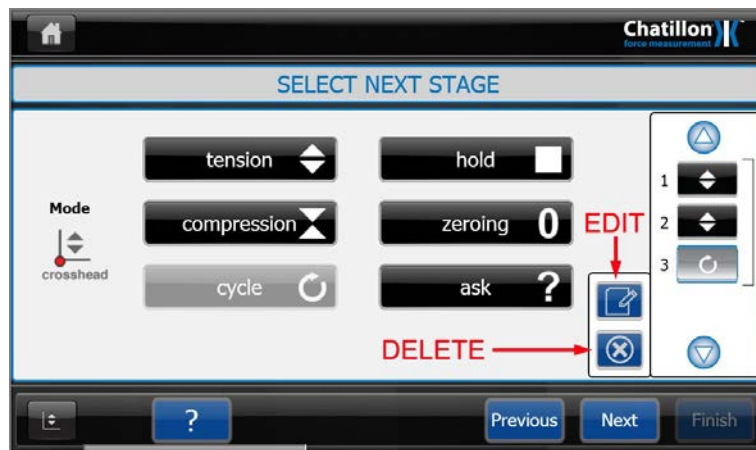 Chatillon
force measurement
SELECT NEXT STAGE
tension
hold
1
Mode
compression
zeroing 0
EDIT
2
crosshead
cycle
ask ?
3
DELETE
?
Previous
Next
Finish